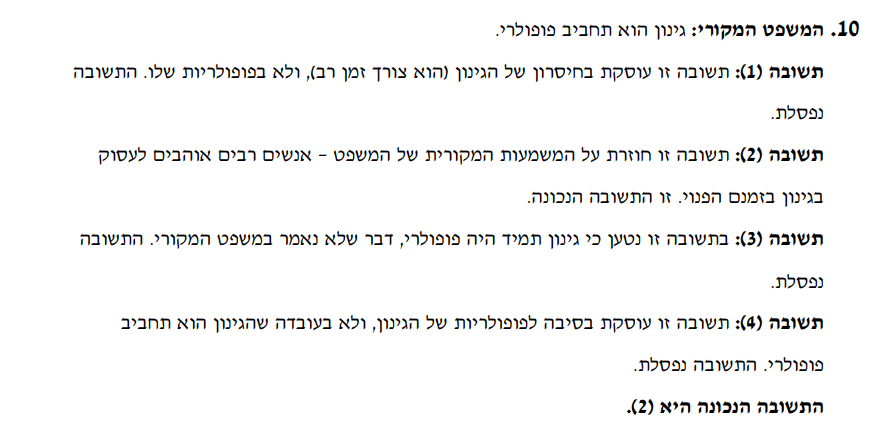 10. המשפט המקורי: גינון הוא תחביב פופולרי.
תשובה (1): תשובה זו עוסקת בחיסרון של הגינון (הוא צורך זמן רב), ולא בפופולריות שלו. התשובה
נפסלת.
תשובה (2): תשובה זו חוזרת על המשמעות המקורית של המשפט – אנשים רבים אוהבים לעסוק
בגינון בזמנם הפנוי. זו התשובה הנכונה.
תשובה (3): בתשובה זו נטען כי גינון תמיד היה פופולרי, דבר שלא נאמר במשפט המקורי. התשובה
נפסלת.
תשובה (4): תשובה זו עוסקת בסיבה לפופולריות של הגינון, ולא בעובדה שהגינון הוא תחביב
פופולרי. התשובה נפסלת.
התשובה הנכונה היא (2).